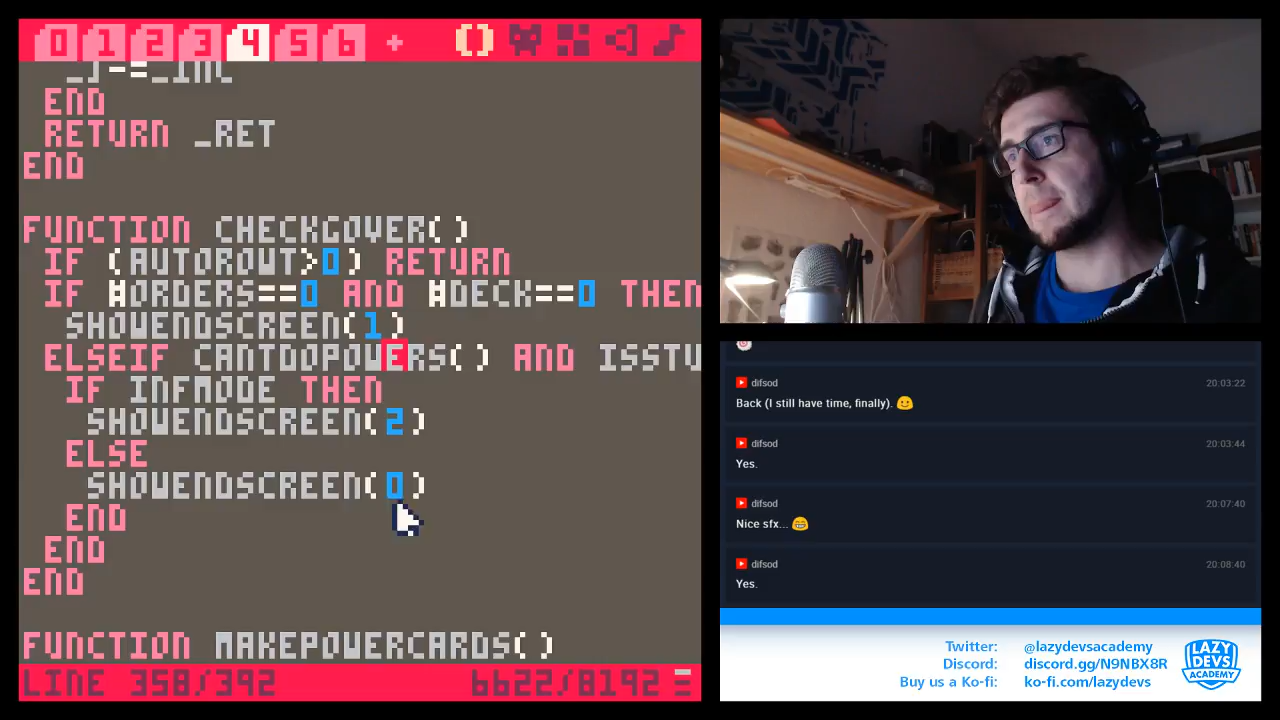 0 1 2 3 4 5 6 +
END
RETURN _RET
END
FUNCTION CHECKGOVER()
IF (AUTOROWT>0) RETURN
IF #ORDERS==0 AND #DECK==0 THEN
SHOWENDSCREEN(1)
ELSEIF CANTDOPOWERS() AND ISSTU
IF INFMODE THEN
SHOWENDSCREEN(2)
ELSE
SHOWENDSCREEN(0)
END
END
END
FUNCTION MAKEPOWERCARDS()
LINE 358/392 6622/8192
difsod 20:03:22
Back (I still have time, finally). 🙂
difsod 20:03:44
Yes.
difsod 20:07:40
Nice sfx... 😁
difsod 20:08:40
Yes.
Twitter: @lazydevsacademy
Discord: discord.gg/N9NBX8R
Buy us a Ko-fi: ko-fi.com/lazydevs
LAZY
DEVS
ACADEMY